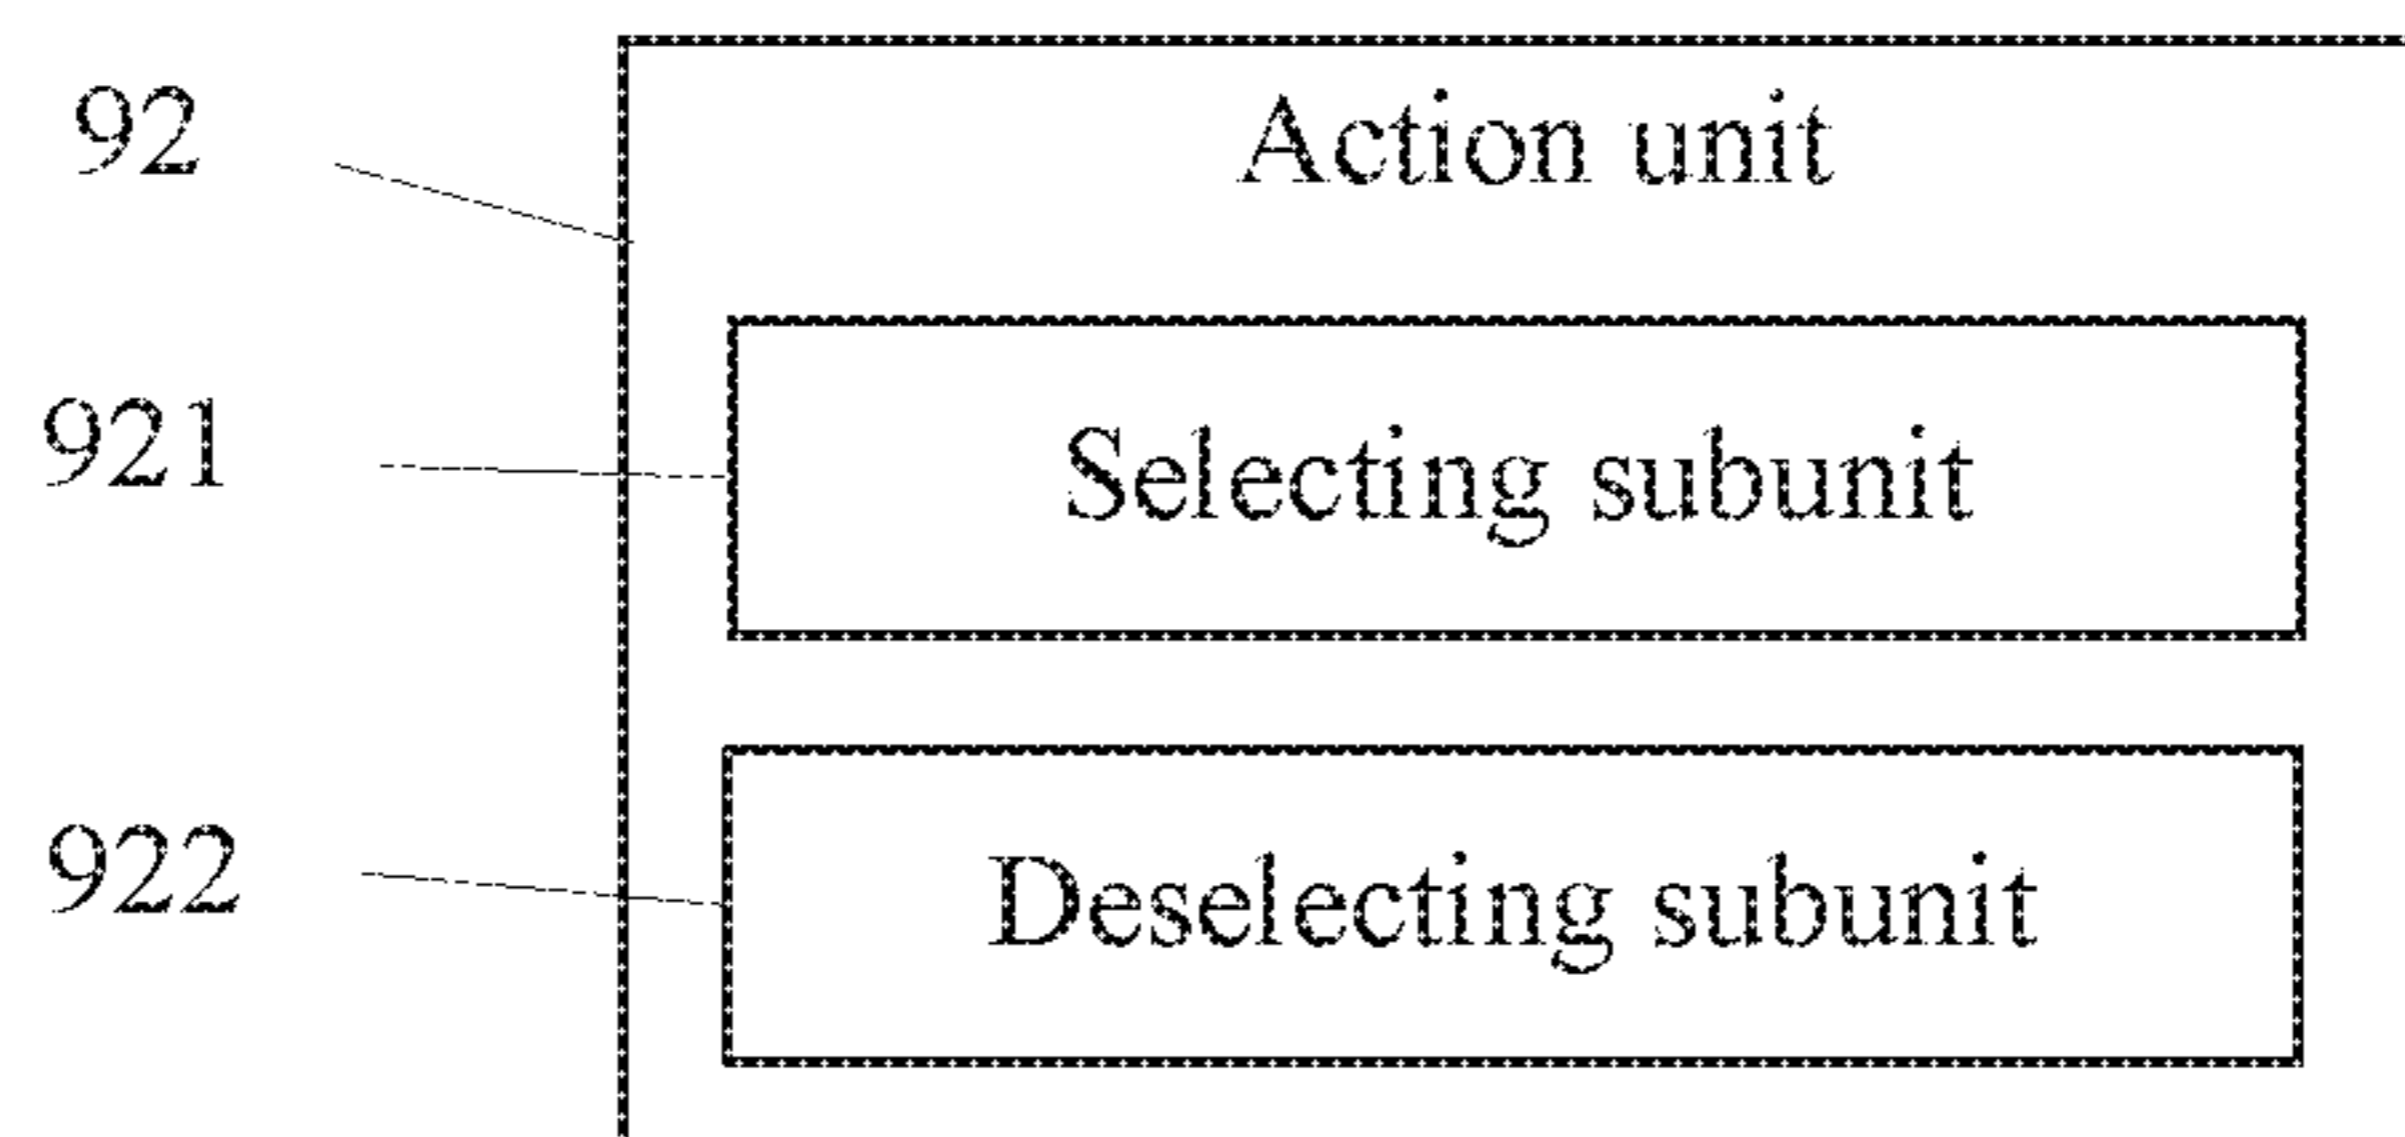 92
Action unit
921
Selecting subunit
922
Deselecting subunit